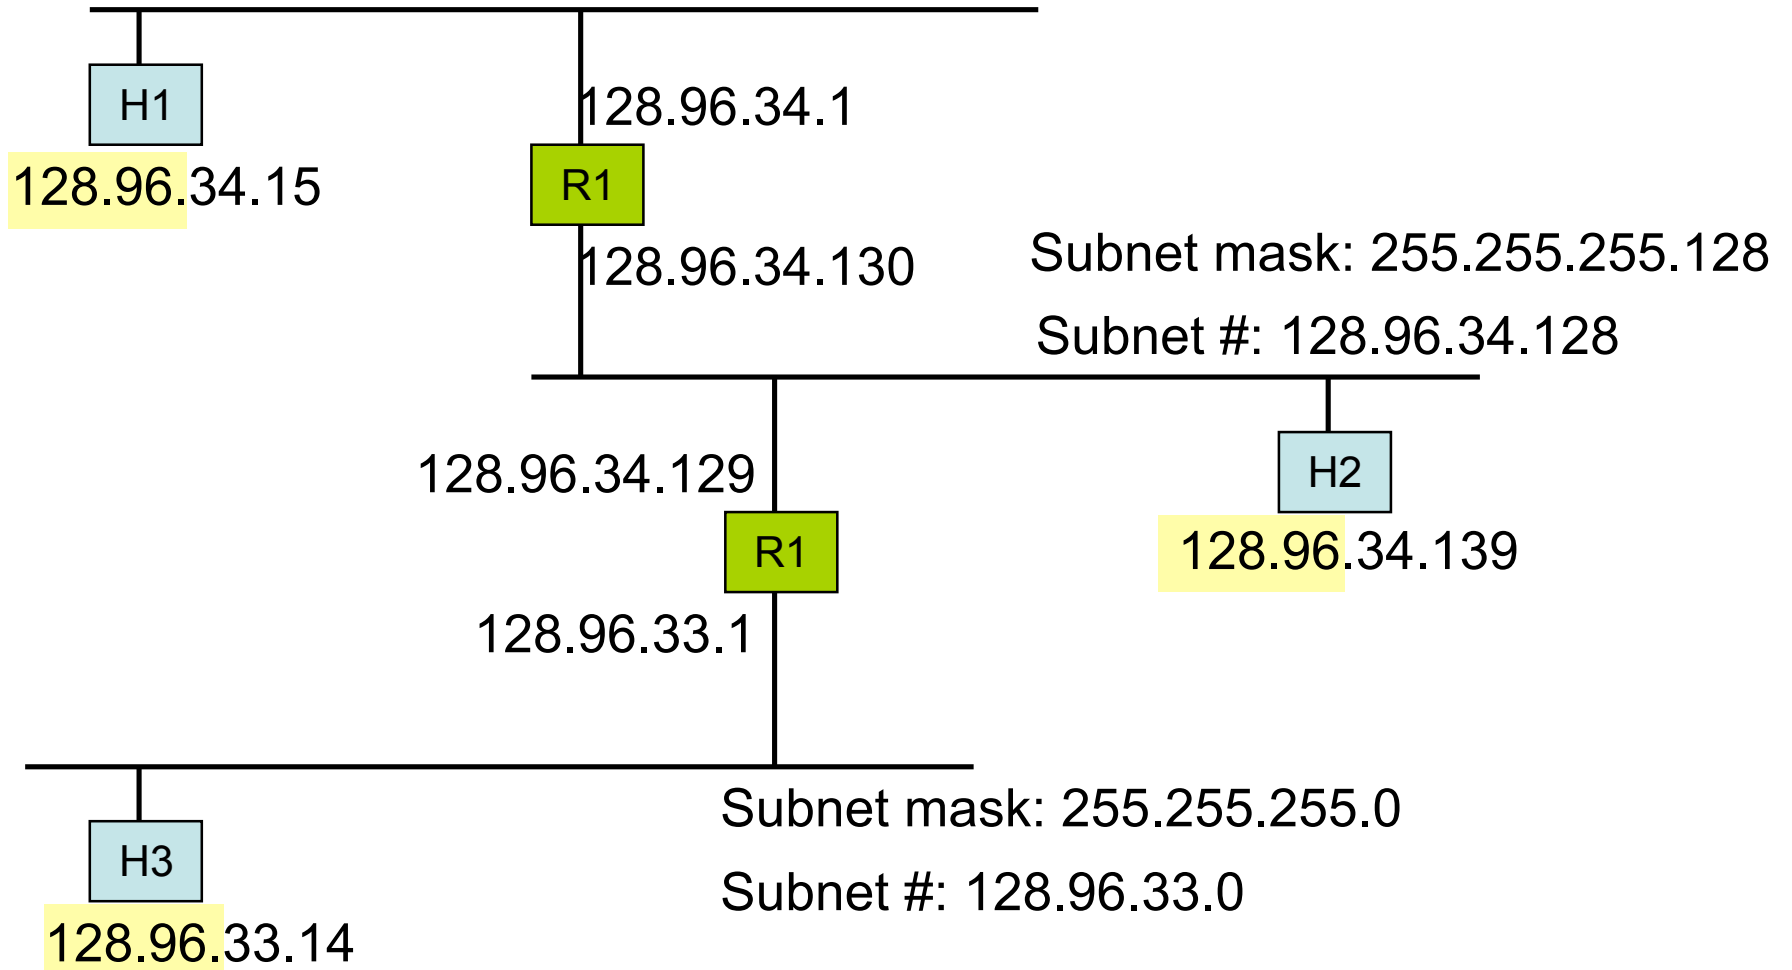 H1
128.96.34.1
128.96.34.15
R1
128.96.34.130
Subnet mask: 255.255.255.128
Subnet #: 128.96.34.128
128.96.34.129
H2
R1
128.96.34.139
128.96.33.1
Subnet mask: 255.255.255.0
H3
Subnet #: 128.96.33.0
128.96.33.14